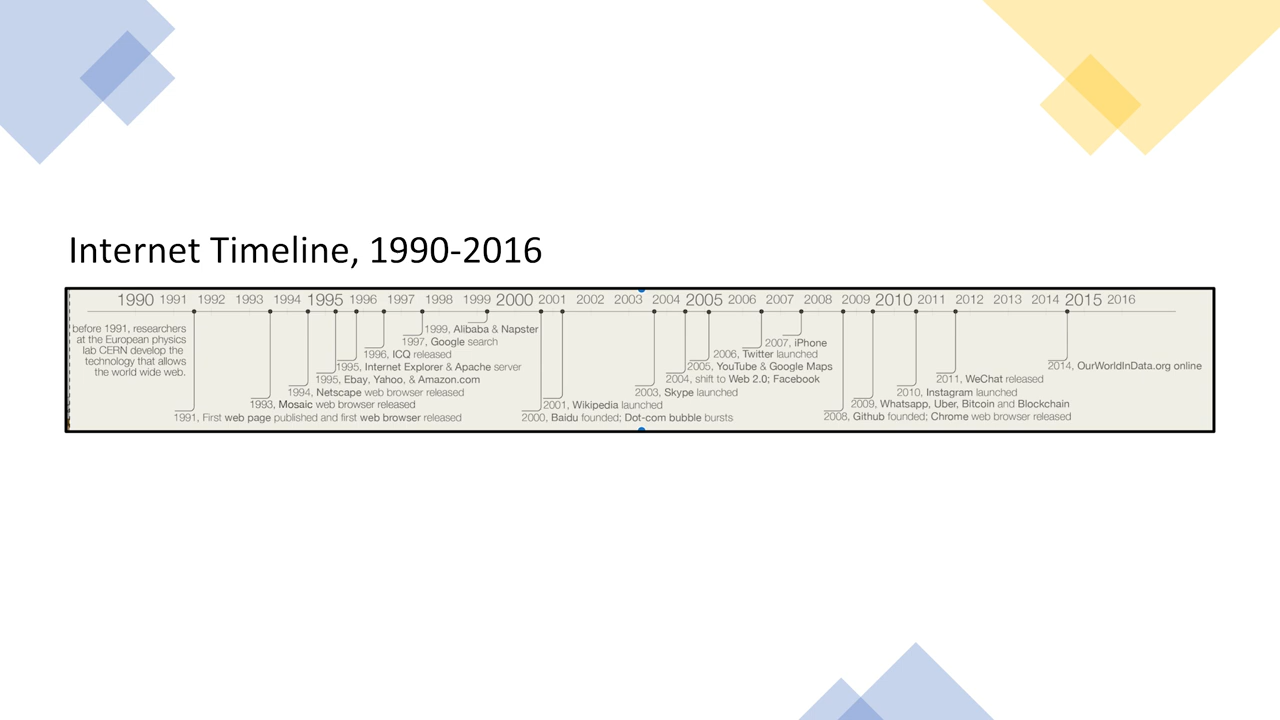 Internet Timeline, 1990-2016
1990 1991 1992 1993 1994 1995 1996 1997 1998 1999 2000 2001 2002 2003 2004 2005 2006 2007 2008 2009 2010 2011 2012 2013 2014 2015 2016
before 1991, researchers
at the European physics
lab CERN develop the
technology that allows
the world wide web.
1991, First web page published and first web browser released
1993, Mosaic web browser released
1994, Netscape web browser released
1995, Ebay, Yahoo, & Amazon.com
1995, Internet Explorer & Apache server
1996, ICQ released
1997, Google search
1999, Alibaba & Napster
2000, Baidu founded; Dot-com bubble bursts
2001, Wikipedia launched
2003, Skype launched
2004, shift to Web 2.0; Facebook
2005, YouTube & Google Maps
2006, Twitter launched
2007, iPhone
2008, Github founded; Chrome web browser released
2009, Whatsapp, Uber, Bitcoin and Blockchain
2010, Instagram launched
2011, WeChat released
2014, OurWorldInData.org online